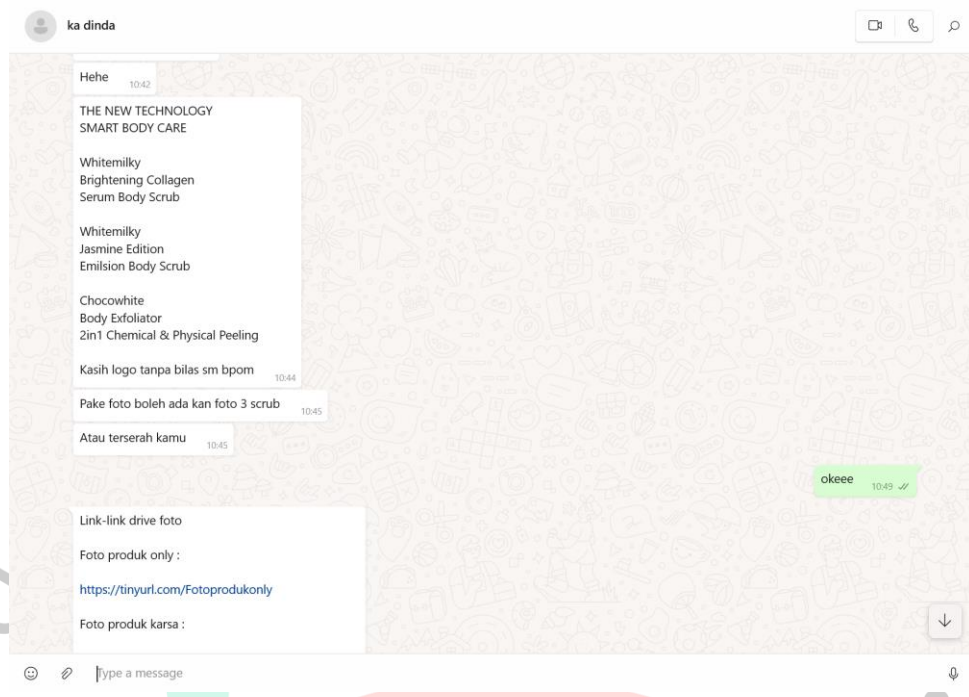 ka dinda
Hehe
10:42
THE NEW TECHNOLOGY
SMART BODY CARE
Whitemilky
Brightening Collagen
Serum Body Scrub
Whitemilky
Jasmine Edition
Emilsion Body Scrub
Chocowhite
Body Exfoliator
2in1 Chemical & Physical Peeling
Kasih logo tanpa bilas sm bpom
10:44
Pake foto boleh ada kan foto 3 scrub
10:45
Atau terserah kamu
10:45
okeee
10:49
Link-link drive foto
Foto produk only :
https://tinyurl.com/Fotoprodukonly
Foto produk karsa :
Type a message